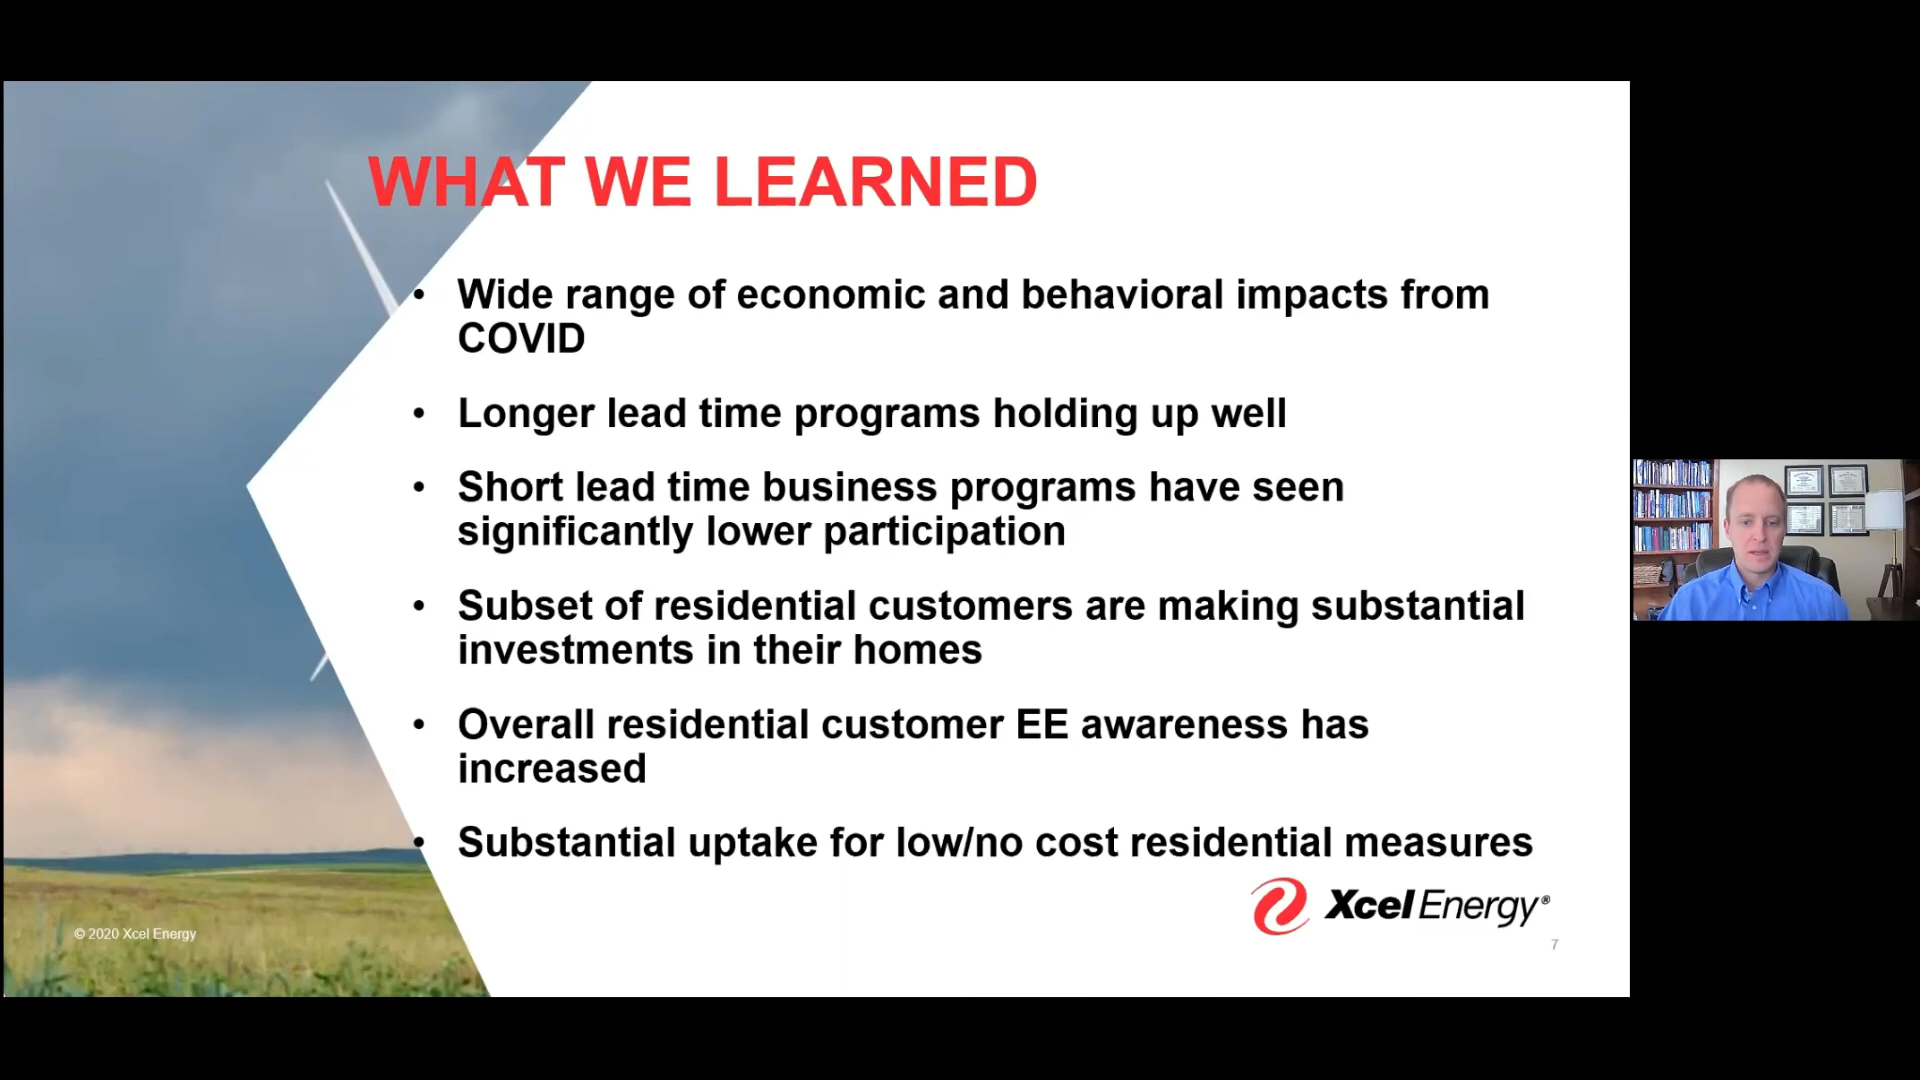 WHAT WE LEARNED
• Wide range of economic and behavioral impacts from
COVID
• Longer lead time programs holding up well
• Short lead time business programs have seen
significantly lower participation
• Subset of residential customers are making substantial
investments in their homes
• Overall residential customer EE awareness has
increased
• Substantial uptake for low/no cost residential measures
Xcel Energy®
© 2020 Xcel Energy
7